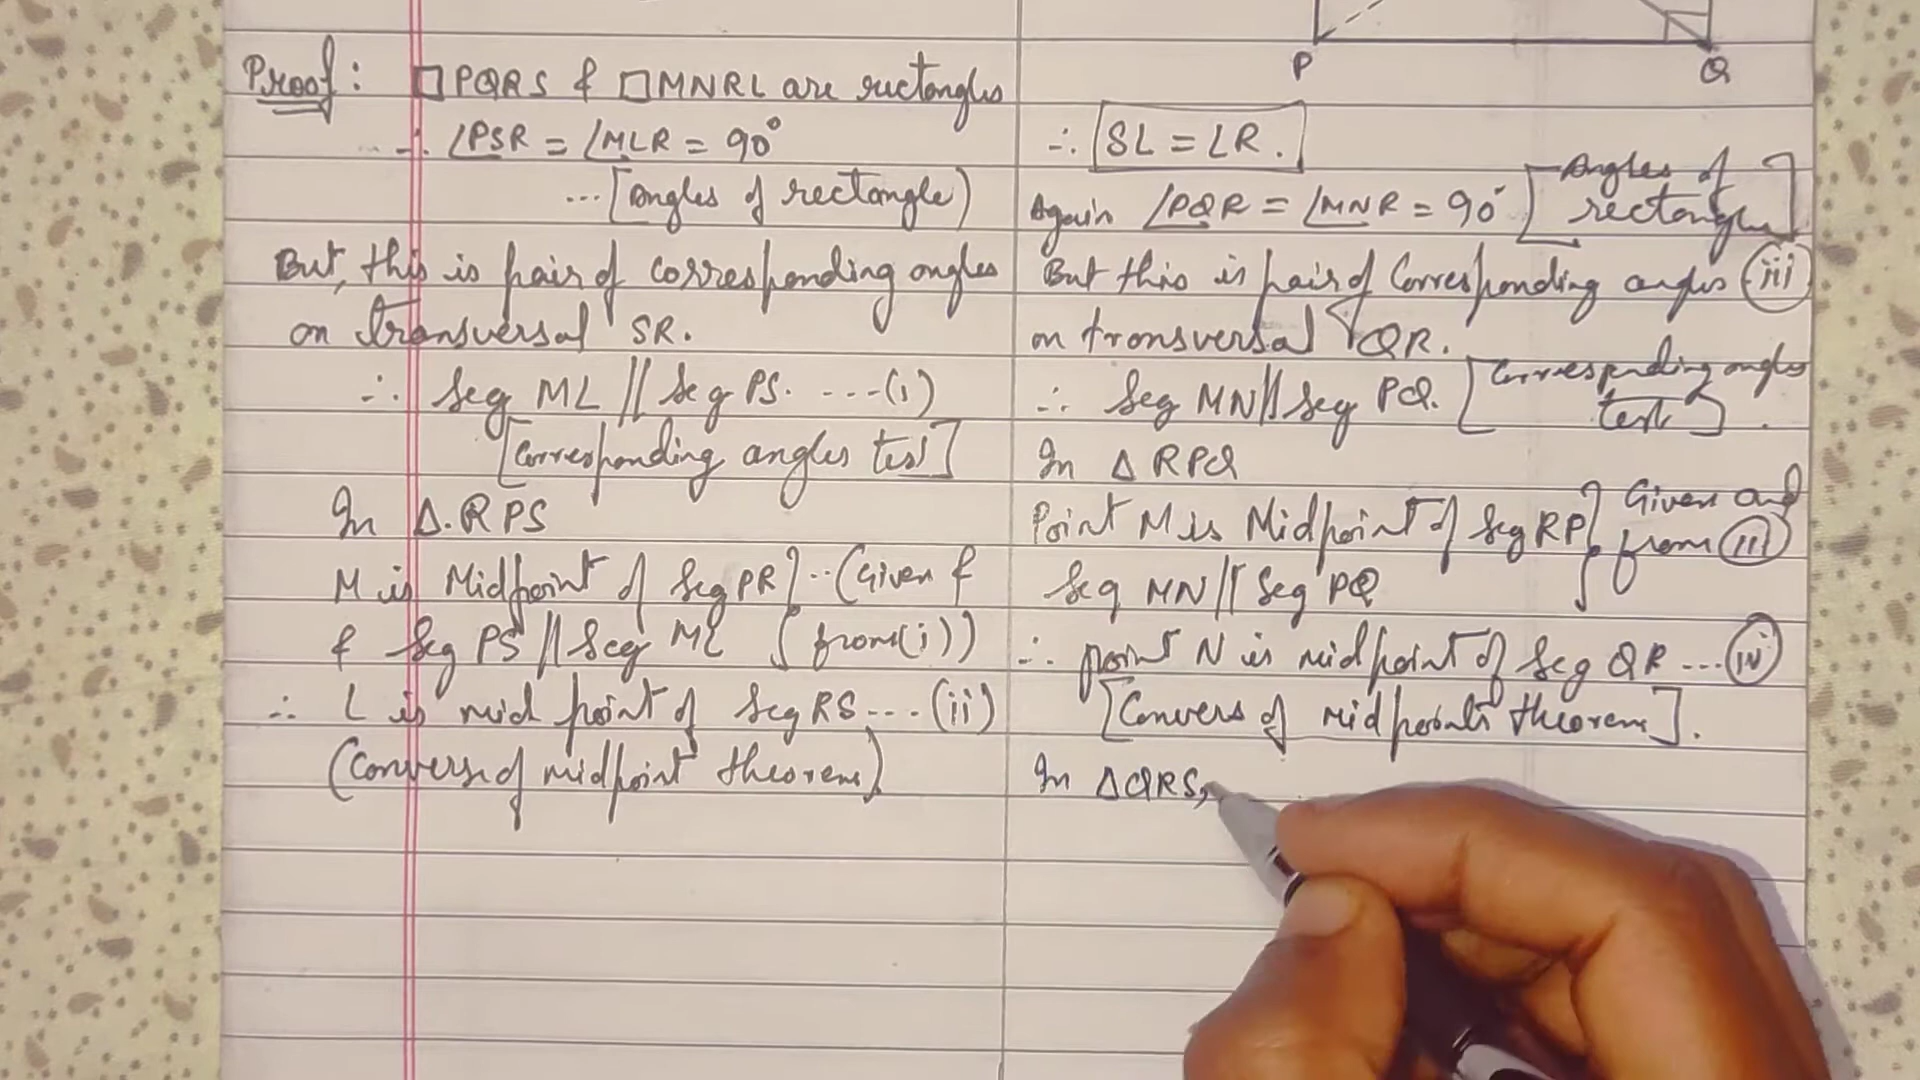 Proof: □PQRS & □MNRL are rectangles
∴ ∠PSR = ∠MLR = 90°
...[angles of rectangle)
But, this is pair of corresponding angles
on transversal SR.
∴ seg ML || seg PS. ---(i)
[Corresponding angles test]
In Δ.RPS
M is Midpoint of seg PR} ..(Given &
& seg PS || seg ML from (i))
∴ L is mid point of seg RS ... (ii)
(Converse of midpoint theorem)
P
Q
∴ SL = LR.
Again ∠PQR = ∠MNR = 90° [Angles of
rectangle]
But this is pair of Corresponding angles (iii)
on transversal QR.
∴ seg MN || seg PQ. [Corresponding angles
test].
In Δ RPQ
Point M is Midpoint of seg RP} Given and
from (iii)
seg MN || seg PQ
∴ point N is midpoint of seg QR ... (iv)
[Convers of midpoint theorem].
In ΔQRS,